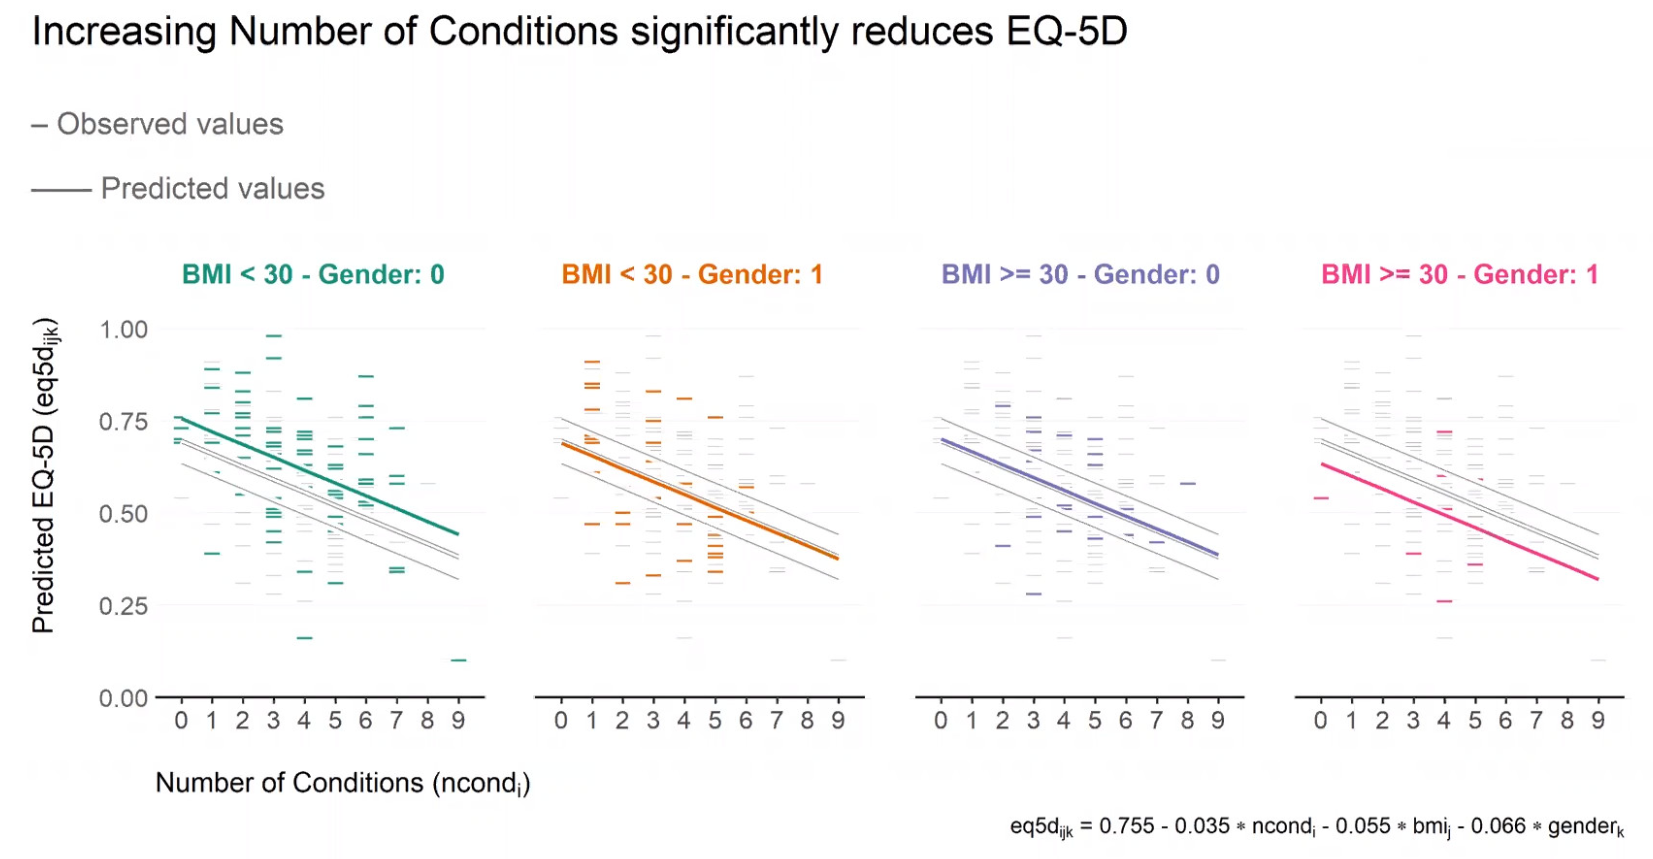 Increasing Number of Conditions significantly reduces EQ-5D
– Observed values
—— Predicted values
BMI < 30 - Gender: 0
BMI < 30 - Gender: 1
BMI >= 30 - Gender: 0
BMI >= 30 - Gender: 1
Predicted EQ-5D (eq5dijk)
1.00
0.75
0.50
0.25
0.00
0 1 2 3 4 5 6 7 8 9
0 1 2 3 4 5 6 7 8 9
0 1 2 3 4 5 6 7 8 9
0 1 2 3 4 5 6 7 8 9
Number of Conditions (ncondi)
eq5dijk = 0.755 - 0.035 * ncondi - 0.055 * bmij - 0.066 * genderk